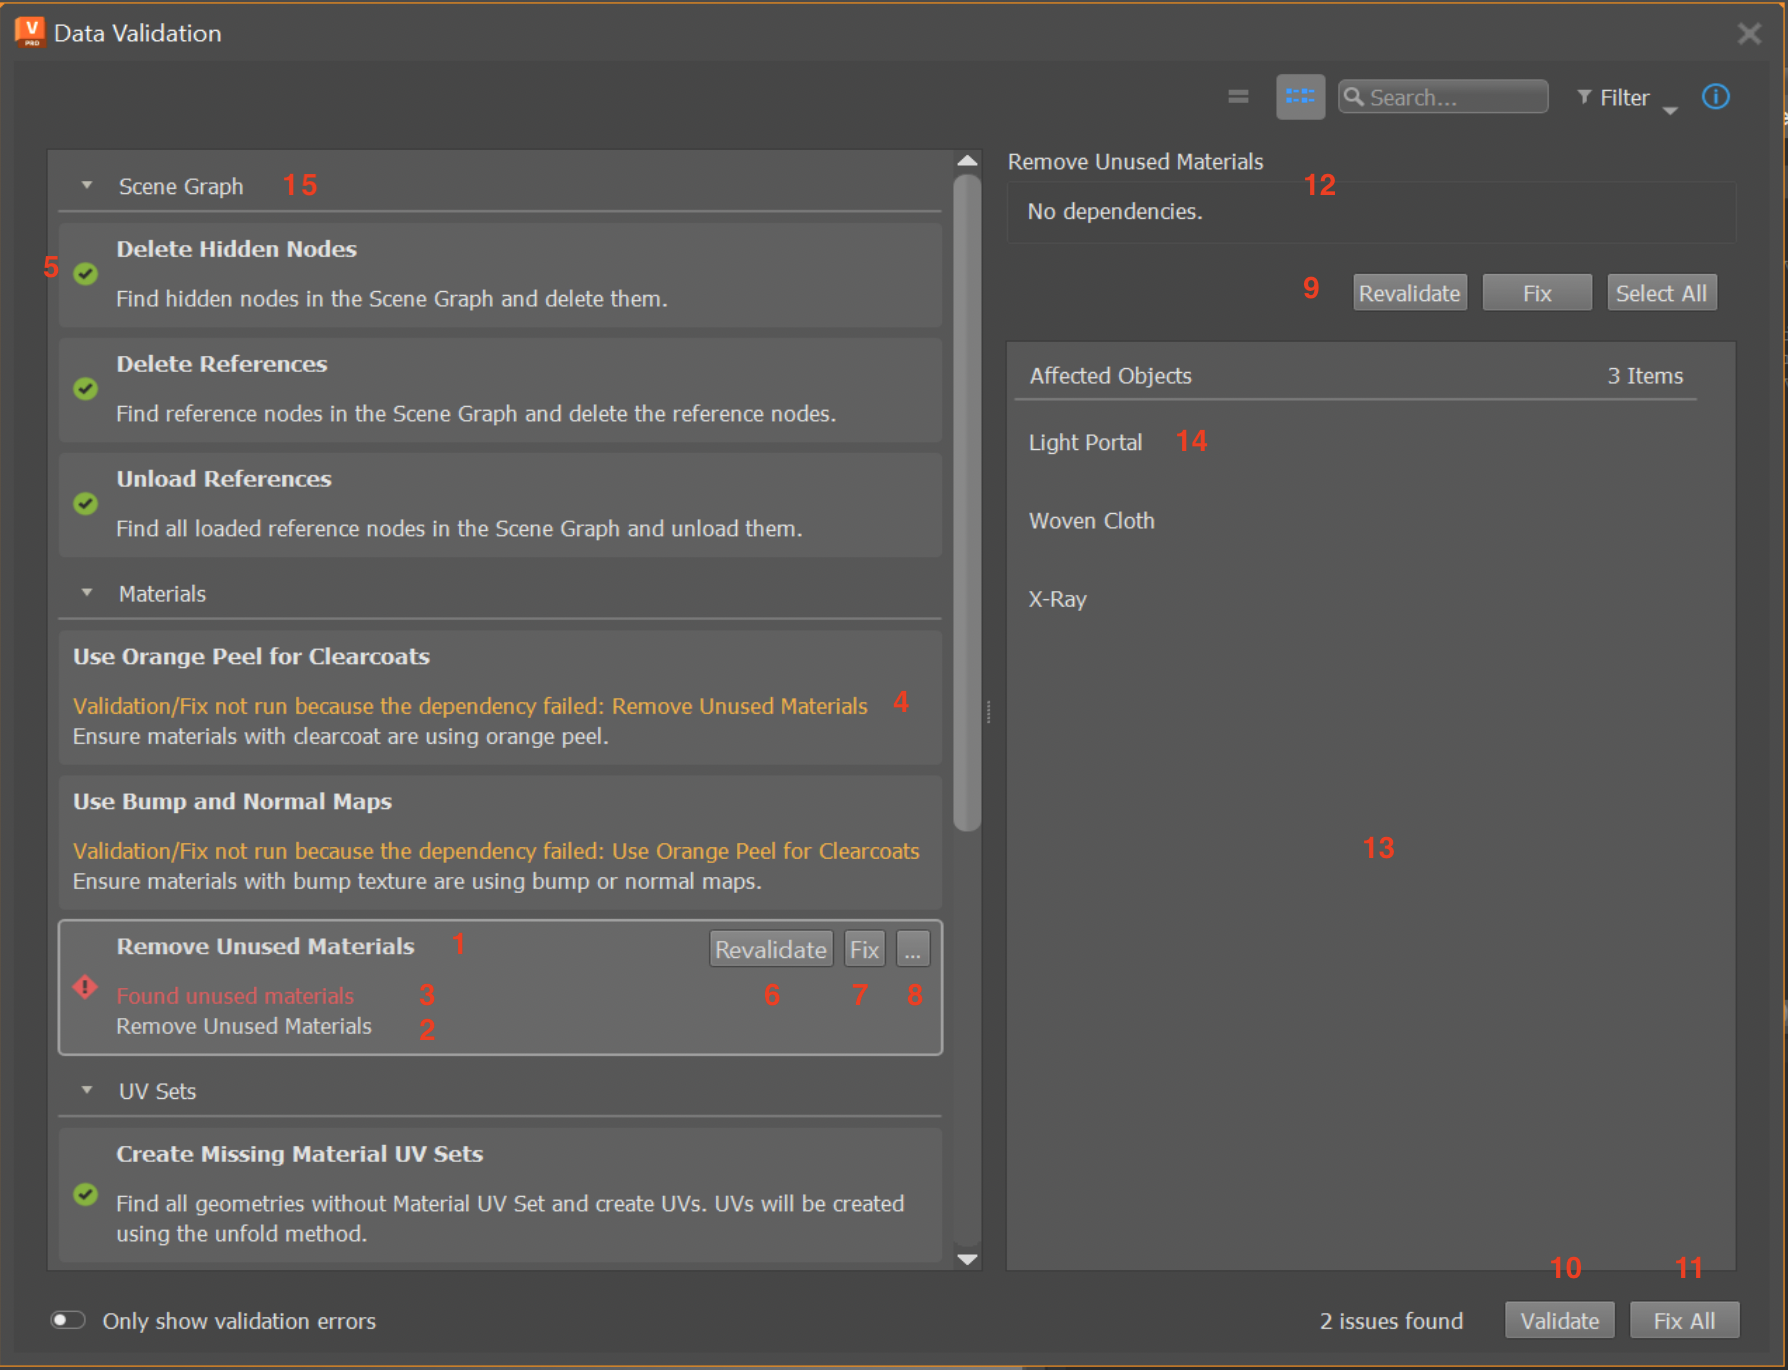 V
PRO
Data Validation
Search...
Filter
Scene Graph 15
5
Delete Hidden Nodes
Find hidden nodes in the Scene Graph and delete them.
Delete References
Find reference nodes in the Scene Graph and delete the reference nodes.
Unload References
Find all loaded reference nodes in the Scene Graph and unload them.
Materials
Use Orange Peel for Clearcoats
Validation/Fix not run because the dependency failed: Remove Unused Materials 4
Ensure materials with clearcoat are using orange peel.
Use Bump and Normal Maps
Validation/Fix not run because the dependency failed: Use Orange Peel for Clearcoats
Ensure materials with bump texture are using bump or normal maps.
Remove Unused Materials 1 Revalidate Fix ...
Found unused materials 3 6 7 8
Remove Unused Materials 2
UV Sets
Create Missing Material UV Sets
Find all geometries without Material UV Set and create UVs. UVs will be created
using the unfold method.
Remove Unused Materials
12
No dependencies.
9 Revalidate Fix Select All
Affected Objects 3 Items
Light Portal 14
Woven Cloth
X-Ray
13
10 11
Only show validation errors
2 issues found Validate Fix All